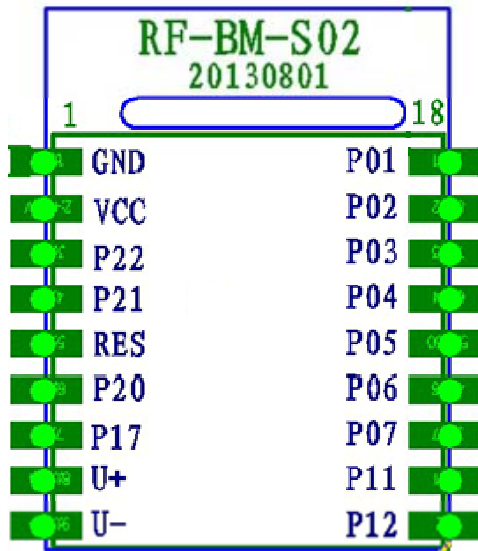 RF-BM-S02
20130801
1 18
GND P01
VCC P02
P22 P03
P21 P04
RES P05
P20 P06
P17 P07
U+ P11
U- P12